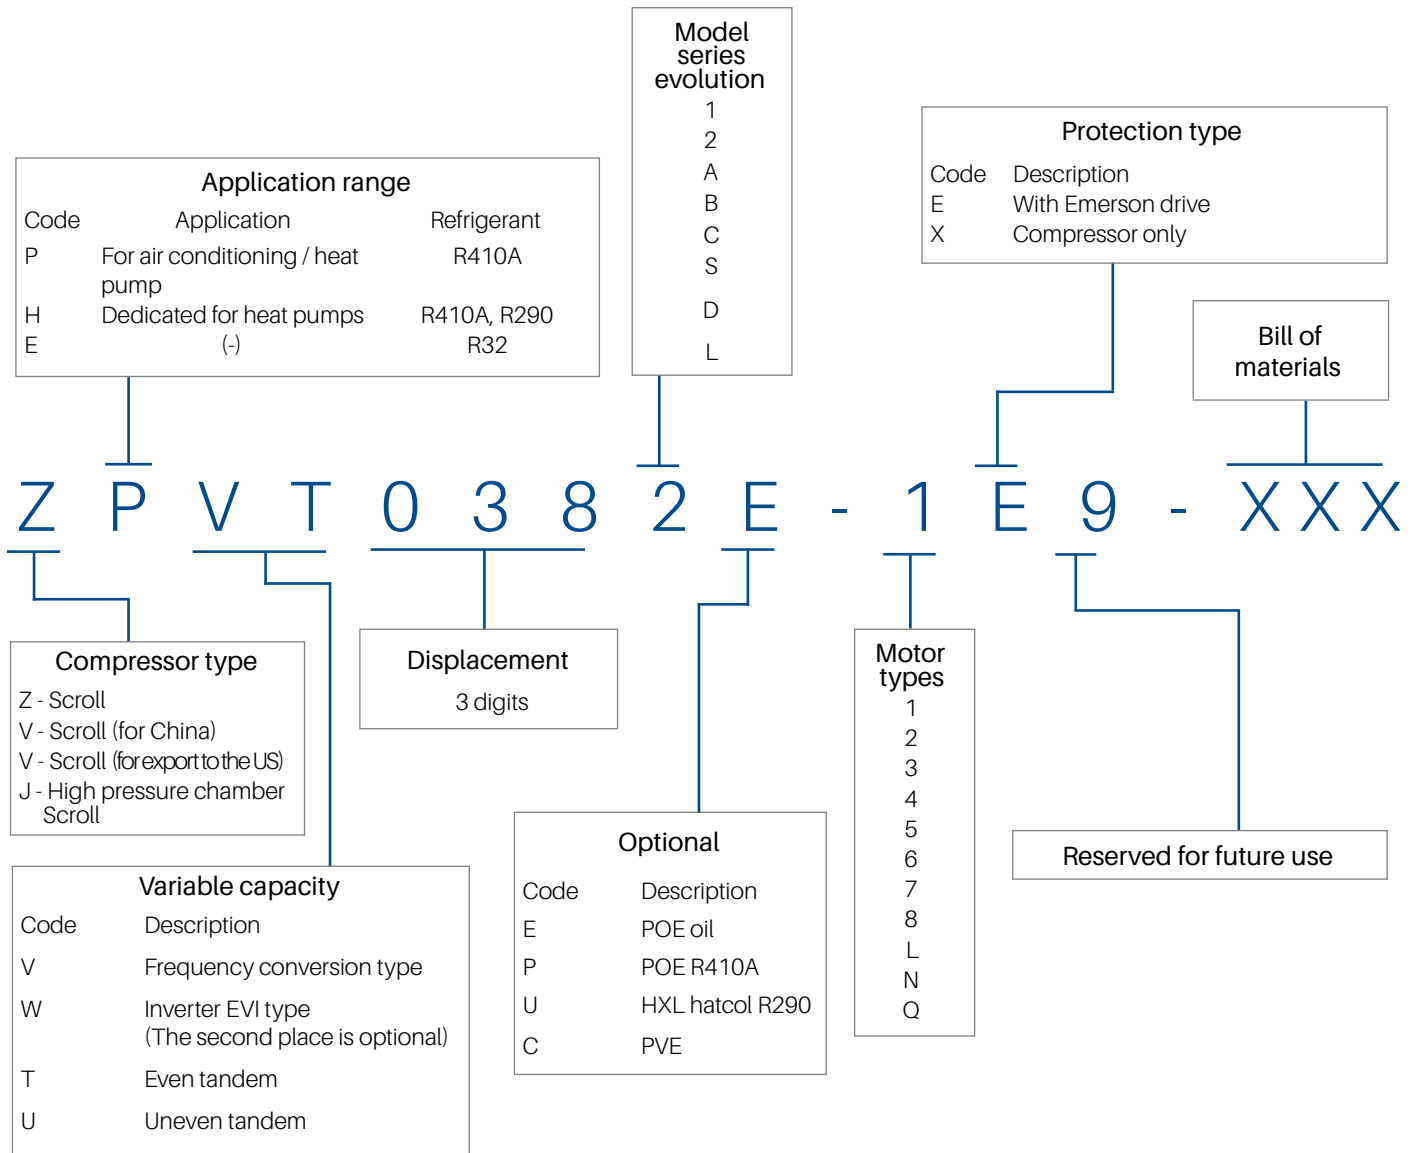 Model
series
evolution
1
2
A
B
C
S
D
L
Protection type
Code Description
E With Emerson drive
X Compressor only
Application range
Code Application Refrigerant
P For air conditioning / heat R410A
pump
H Dedicated for heat pumps R410A, R290
E (-) R32
Bill of
materials
Z P V T 0 3 8 2 E - 1 E 9 - X X X
Compressor type
Z - Scroll
V - Scroll (for China)
V - Scroll (for export to the US)
J - High pressure chamber
Scroll
Displacement
3 digits
Motor
types
1
2
3
4
5
6
7
8
L
N
Q
Optional
Code Description
E POE oil
P POE R410A
U HXL hatcol R290
C PVE
Reserved for future use
Variable capacity
Code Description
V Frequency conversion type
W Inverter EVI type
(The second place is optional)
T Even tandem
U Uneven tandem